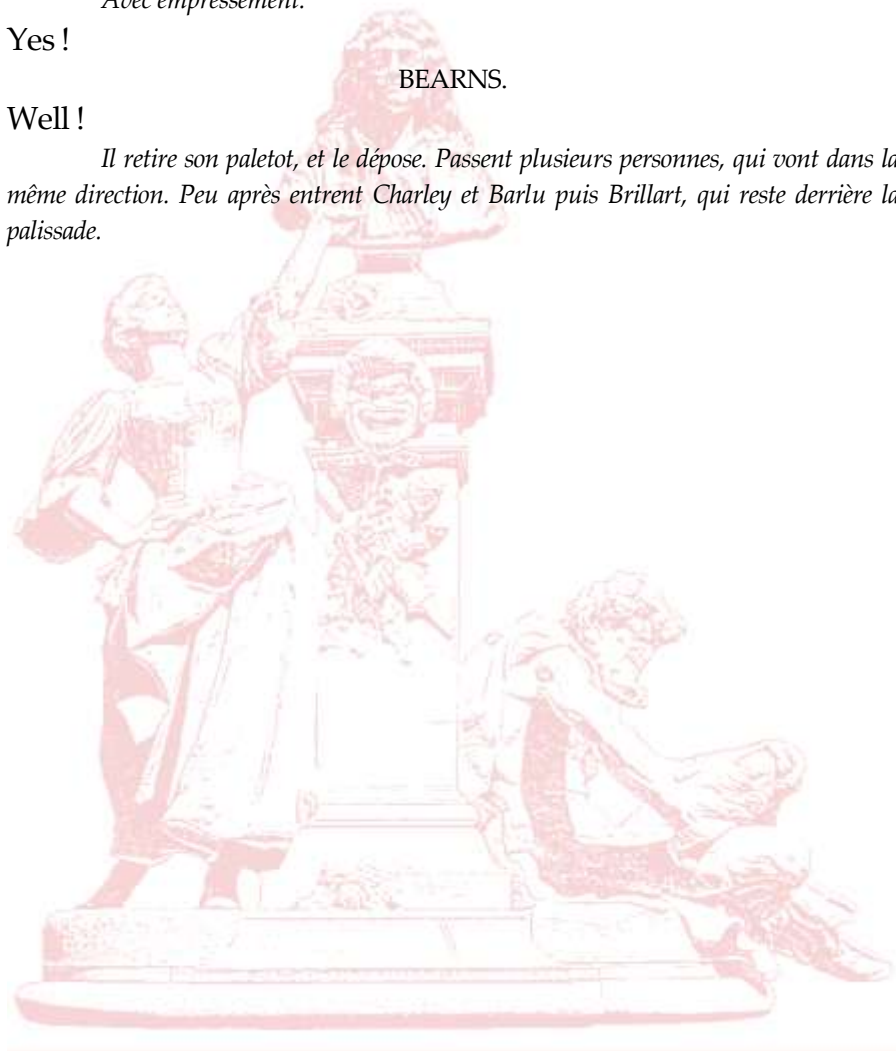 Avec empressement.
Yes !
BEARNS.
Well !
Il retire son paletot, et le dépose. Passent plusieurs personnes, qui vont dans la
même direction. Peu après entrent Charley et Barlu puis Brillart, qui reste derrière la
palissade.